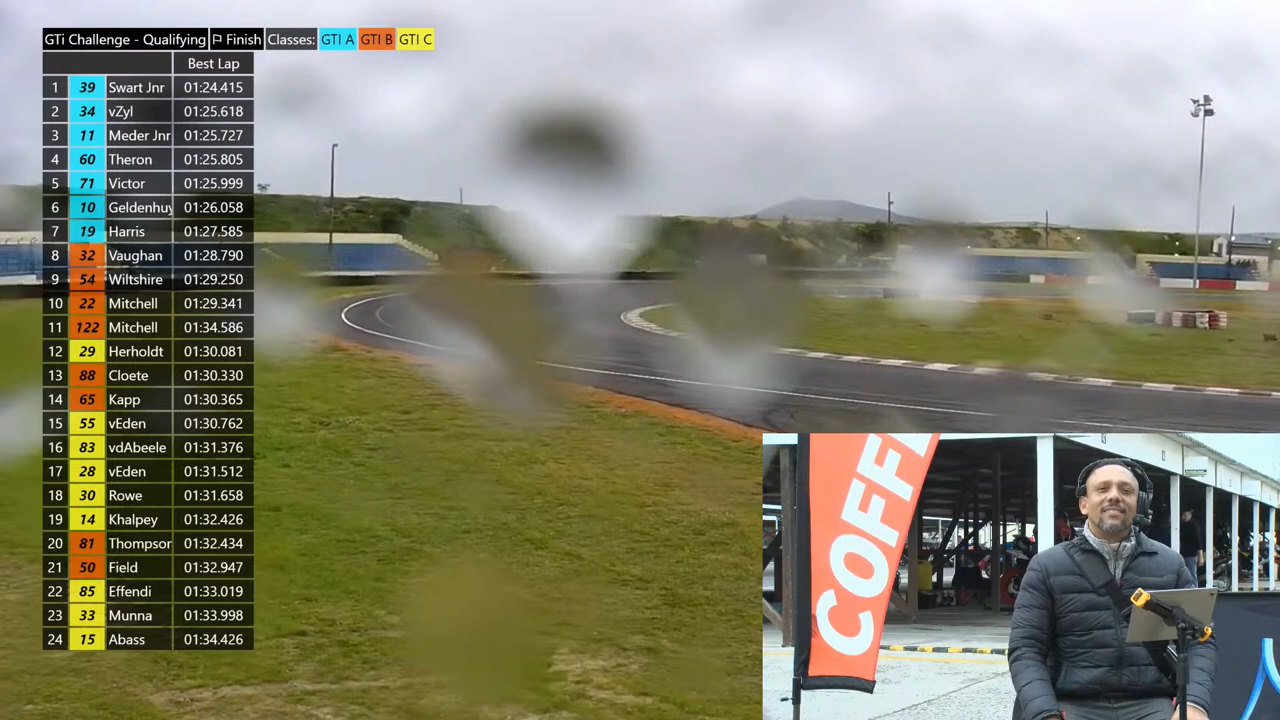 GTi Challenge - Qualifying Finish Classes: GTI A GTI B GTI C
Best Lap
1 39 Swart Jnr 01:24.415
2 34 vZyl 01:25.618
3 11 Meder Jnr 01:25.727
4 60 Theron 01:25.805
5 71 Victor 01:25.999
6 10 Geldenhuy 01:26.058
7 19 Harris 01:27.585
8 32 Vaughan 01:28.790
9 54 Wiltshire 01:29.250
10 22 Mitchell 01:29.341
11 122 Mitchell 01:34.586
12 29 Herholdt 01:30.081
13 88 Cloete 01:30.330
14 65 Kapp 01:30.365
15 55 vEden 01:30.762
16 83 vdAbeele 01:31.376
17 28 vEden 01:31.512
18 30 Rowe 01:31.658
19 14 Khalpey 01:32.426
20 81 Thompsor 01:32.434
21 50 Field 01:32.947
22 85 Effendi 01:33.019
23 33 Munna 01:33.998
24 15 Abass 01:34.426
COFFE